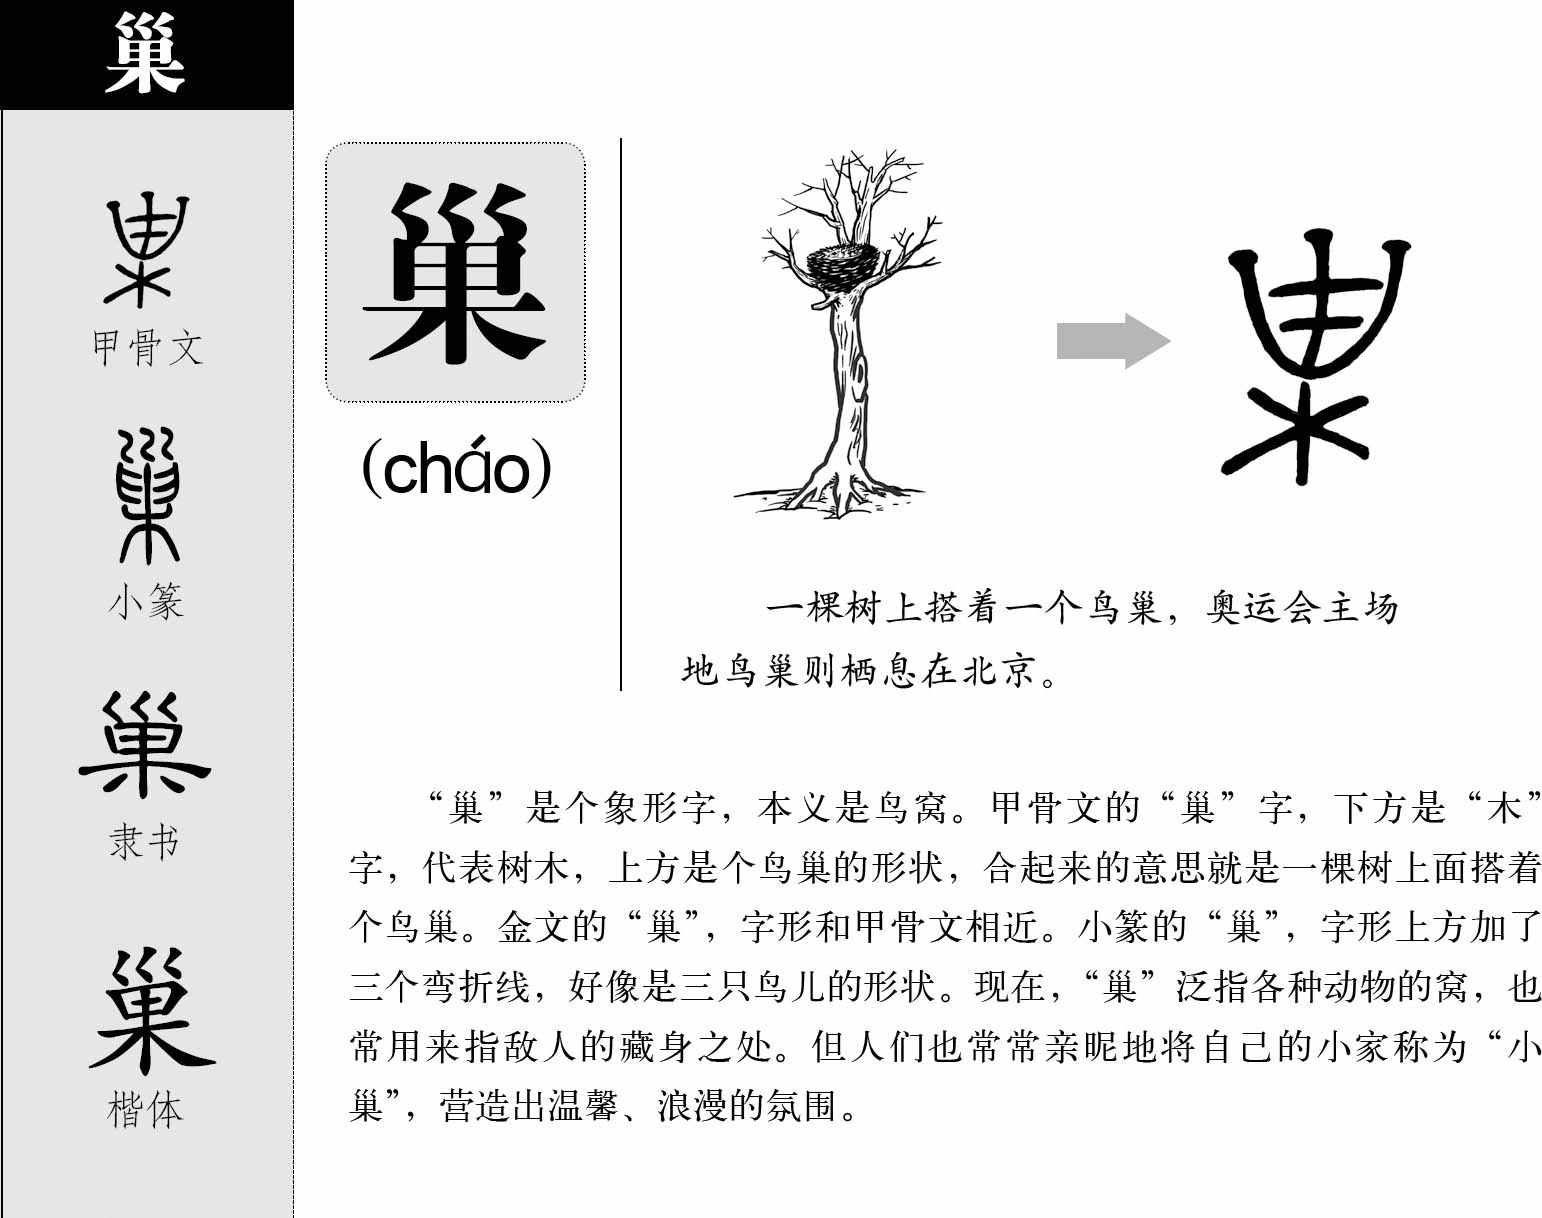 巢
甲骨文
小篆
隶书
楷体
巢
(cháo)
一棵树上搭着一个鸟巢，奥运会主场
地鸟巢则栖息在北京。
“巢”是个象形字，本义是鸟窝。甲骨文的“巢”字，下方是“木”
字，代表树木，上方是个鸟巢的形状，合起来的意思就是一棵树上面搭着
个鸟巢。金文的“巢”，字形和甲骨文相近。小篆的“巢”，字形上方加了
三个弯折线，好像是三只鸟儿的形状。现在，“巢”泛指各种动物的窝，也
常用来指敌人的藏身之处。但人们也常常亲昵地将自己的小家称为“小
巢”，营造出温馨、浪漫的氛围。